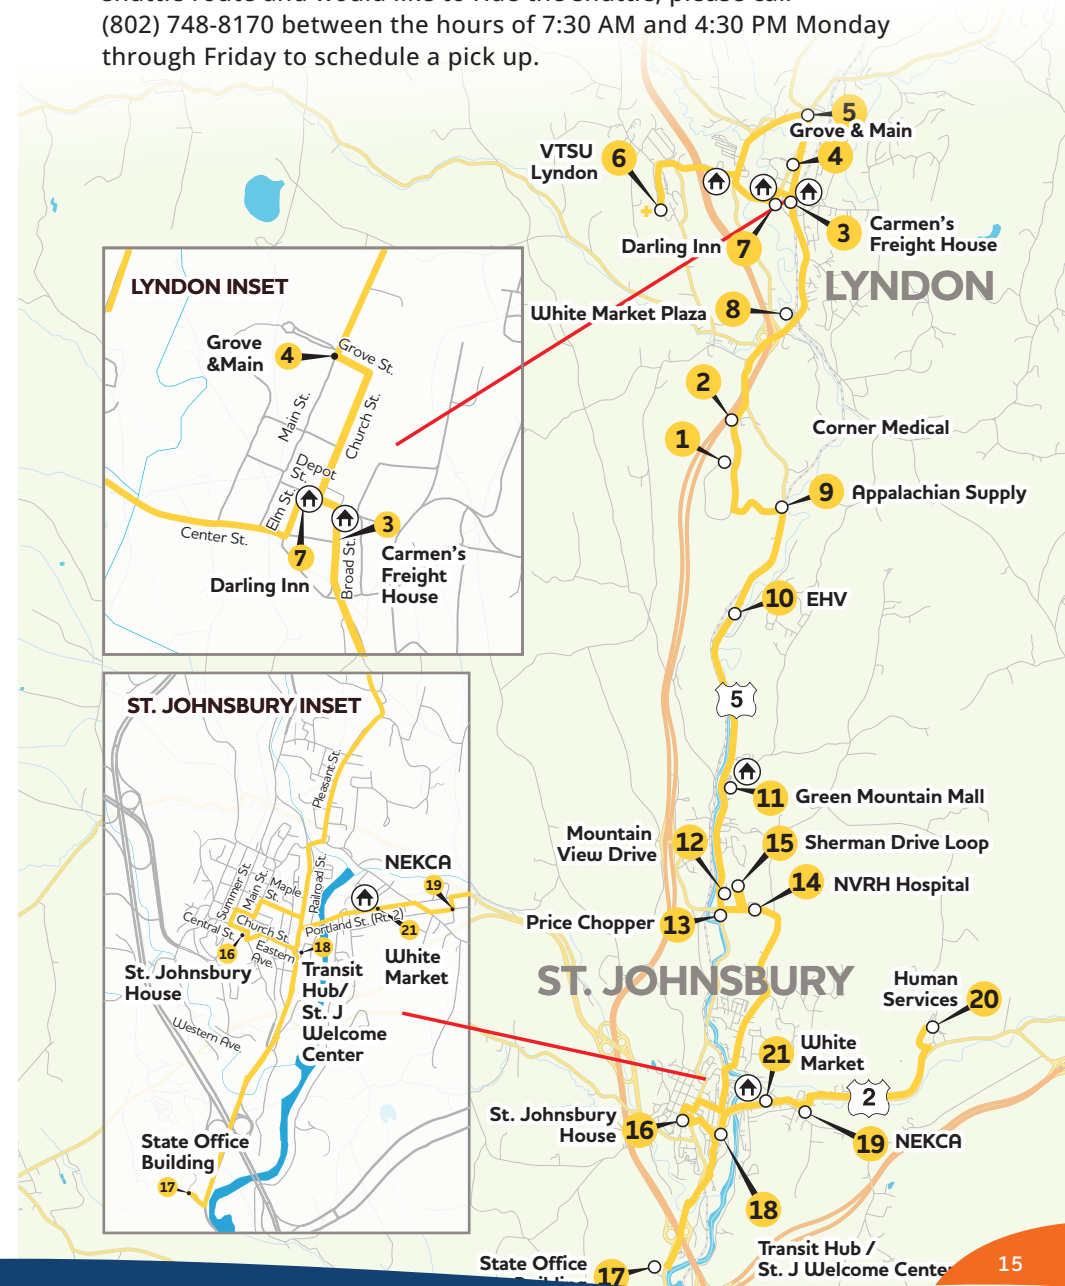 (802) 748-8170 between the hours of 7:30 AM and 4:30 PM Monday
through Friday to schedule a pick up.
5
Grove & Main
4
VTSU
Lyndon
6
3
Carmen's
Freight House
Darling Inn
7
LYNDON
White Market Plaza
8
2
1
Corner Medical
9
Appalachian Supply
10
EHV
5
11
Green Mountain Mall
Mountain
View Drive
12
15
Sherman Drive Loop
14
NVRH Hospital
Price Chopper
13
ST. JOHNSBURY
Human
Services
20
21
White
Market
2
St. Johnsbury
House
16
19
NEKCA
18
Transit Hub /
St. J Welcome Center
State Office
17
15
LYNDON INSET
Grove
&Main
4
Grove St.
Main St.
Church St.
Depot
St.
Elm St.
Center St.
3
Carmen's
Freight
House
7
Darling Inn
Broad St.
ST. JOHNSBURY INSET
Pleasant St.
NEKCA
19
Summer St.
Main St.
Maple
St.
Railroad St.
Central St.
Church St.
Portland St. (Rt. 2)
21
White
Market
16
St. Johnsbury
House
Eastern
Ave.
18
Transit
Hub/
St. J
Welcome
Center
Western Ave.
State Office
Building
17